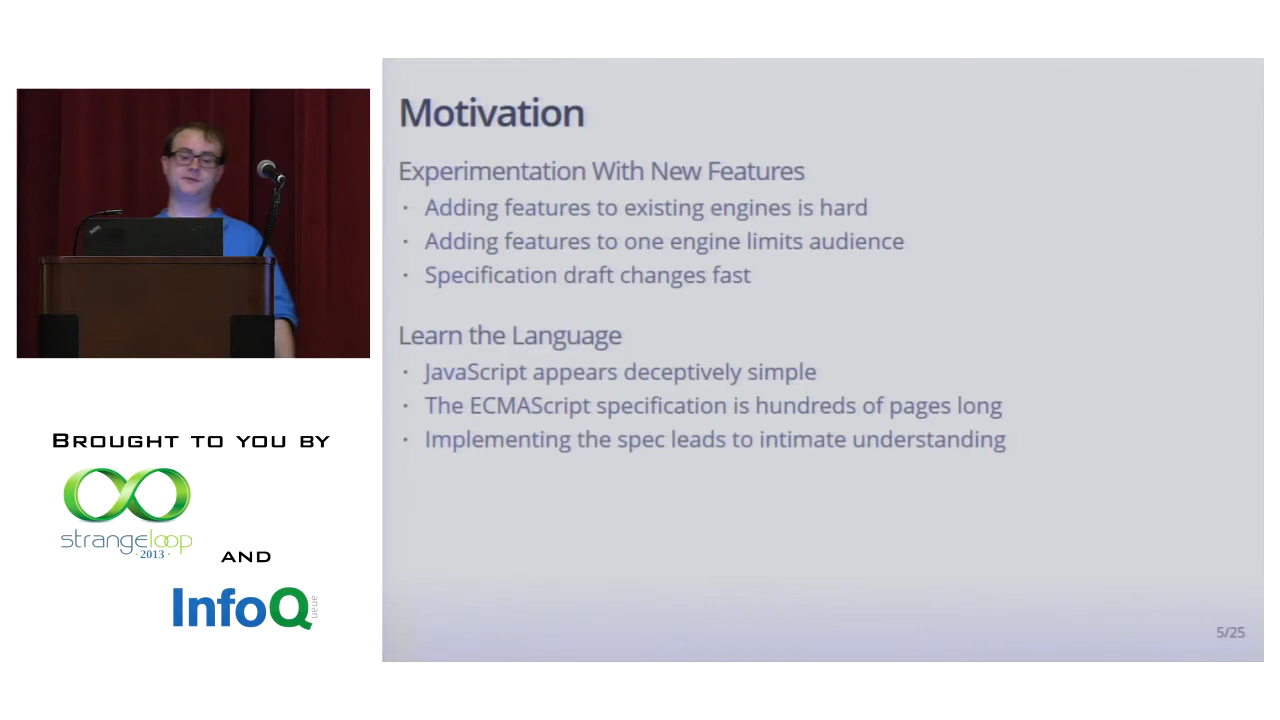 Motivation
Experimentation With New Features
· Adding features to existing engines is hard
· Adding features to one engine limits audience
· Specification draft changes fast
Learn the Language
· JavaScript appears deceptively simple
· The ECMAScript specification is hundreds of pages long
· Implementing the spec leads to intimate understanding
5/25
BROUGHT TO YOU BY
strangeloop
· 2013 ·
AND
InfoQ